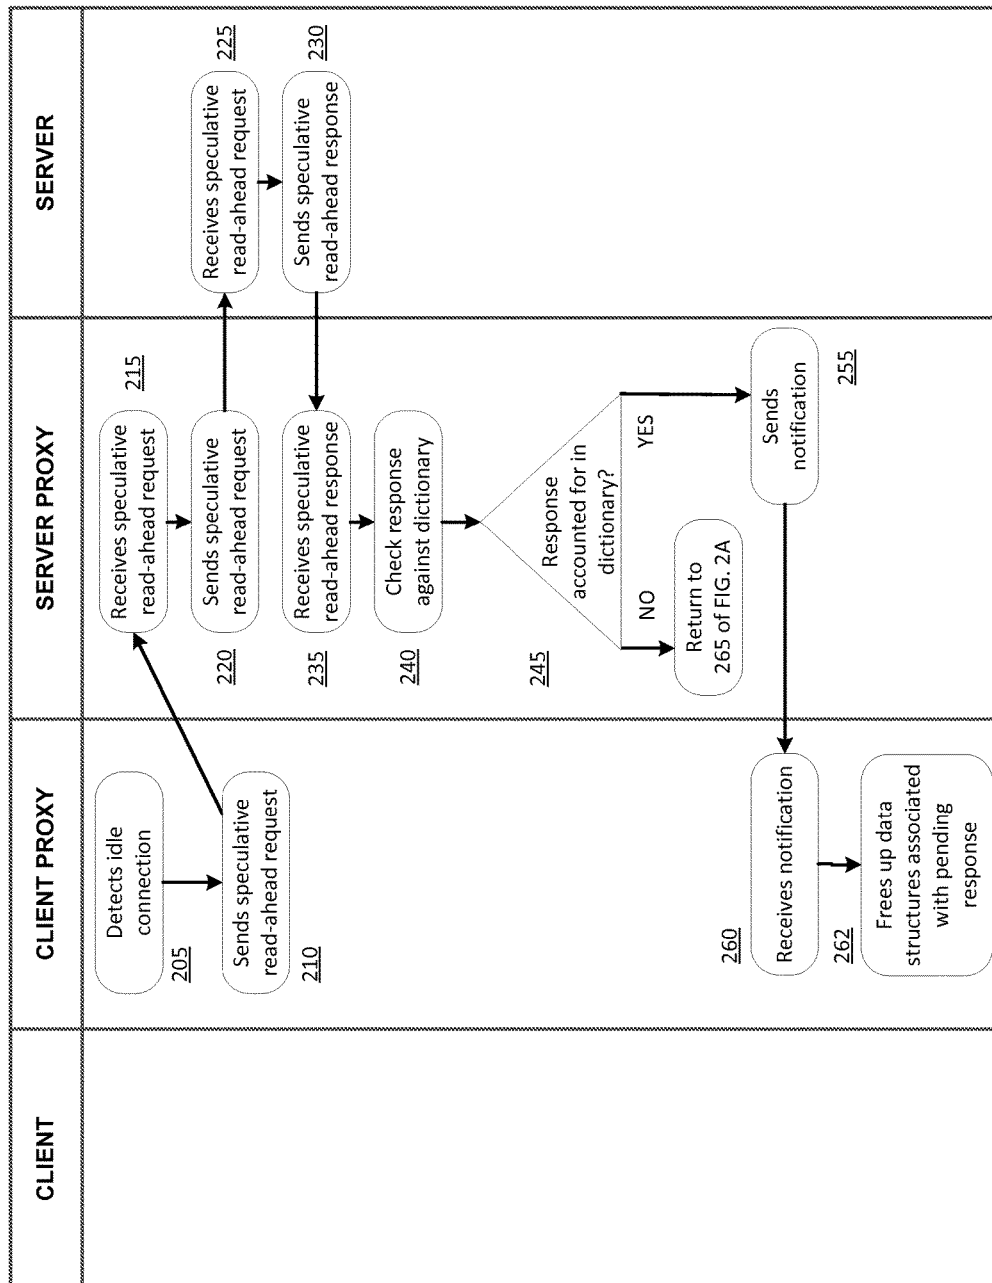 CLIENT
CLIENT PROXY
SERVER PROXY
SERVER
Detects idle
connection
205
Sends speculative
read-ahead request
210
Receives speculative
read-ahead request
215
Sends speculative
read-ahead request
220
Receives speculative
read-ahead request
225
Sends speculative
read-ahead response
230
Receives speculative
read-ahead response
235
Check response
against dictionary
240
Response
accounted for in
dictionary?
245
NO
YES
Return to
265 of FIG. 2A
Sends
notification
255
Receives notification
260
Frees up data
structures associated
with pending
response
262